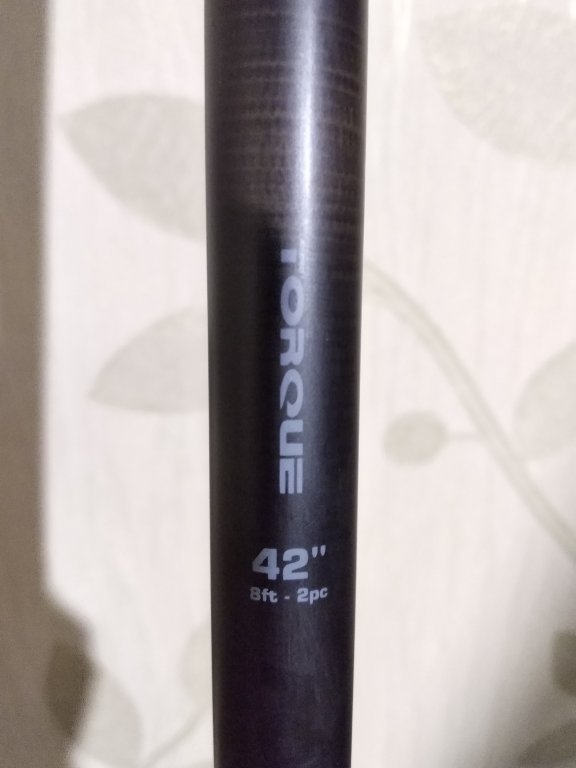 TORQUE
42"
8ft - 2pc